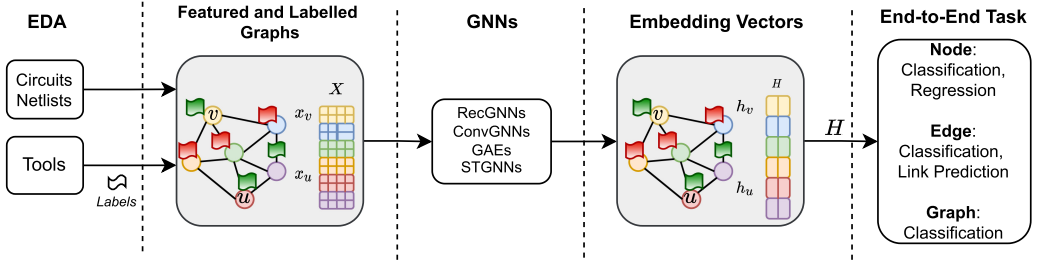 EDA
Circuits
Netlists
Tools
Labels
Featured and Labelled
Graphs
v
u
X
x_v
x_u
GNNs
RecGNNs
ConvGNNs
GAEs
STGNNs
Embedding Vectors
v
u
H
h_v
h_u
H
End-to-End Task
Node:
Classification,
Regression
Edge:
Classification,
Link Prediction
Graph:
Classification